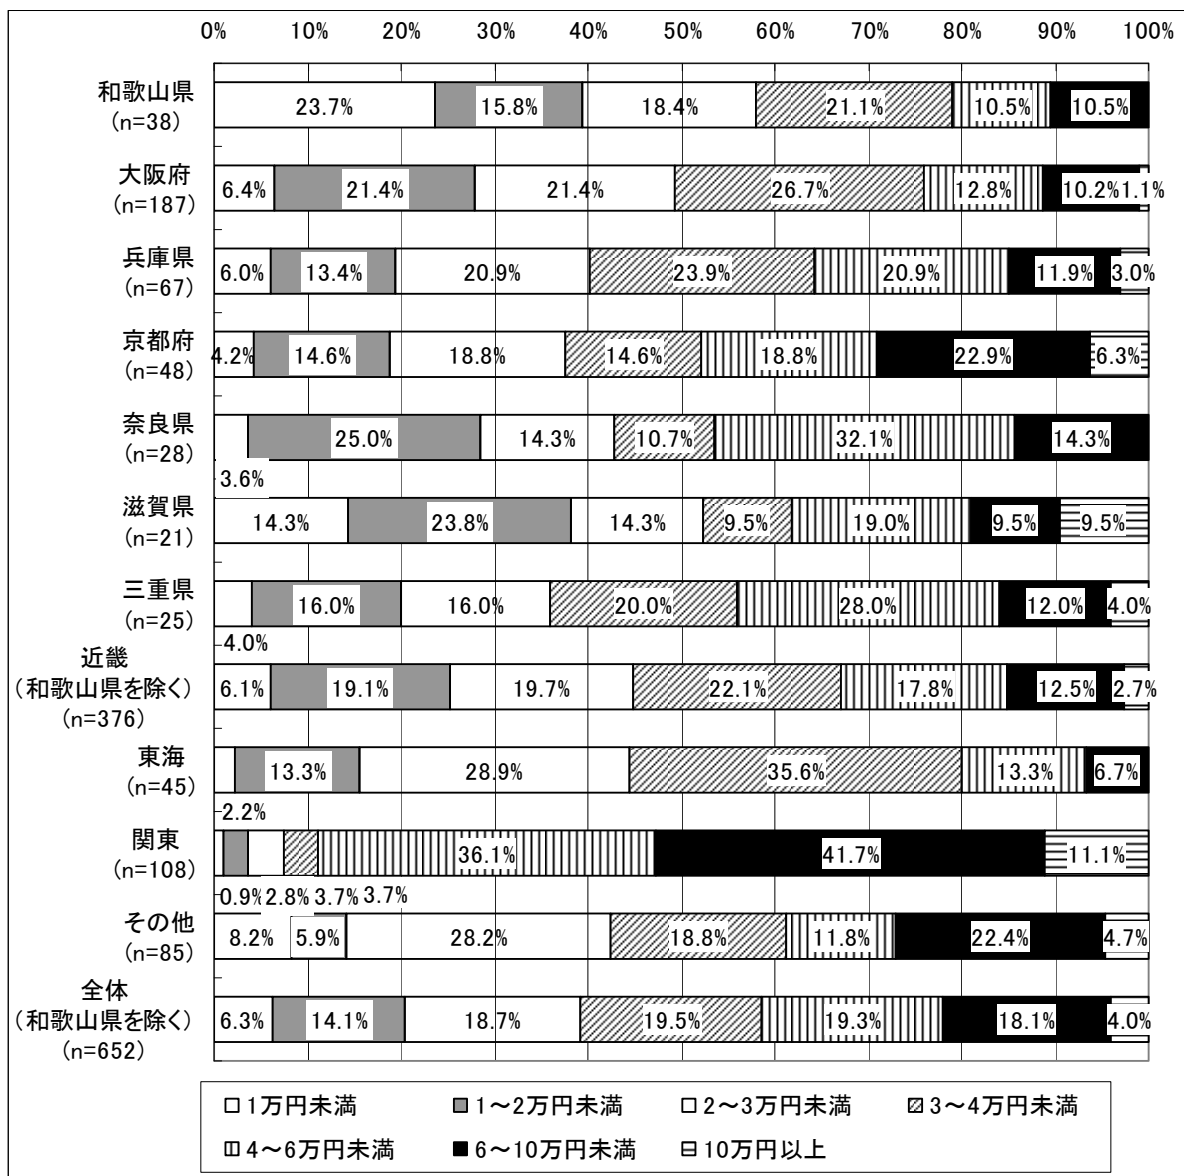 0% 10% 20% 30% 40% 50% 60% 70% 80% 90% 100%
和歌山県
(n=38)
23.7% 15.8% 18.4% 21.1% 10.5% 10.5%
大阪府
(n=187)
6.4% 21.4% 21.4% 26.7% 12.8% 10.2% 1.1%
兵庫県
(n=67)
6.0% 13.4% 20.9% 23.9% 20.9% 11.9% 3.0%
京都府
(n=48)
4.2% 14.6% 18.8% 14.6% 18.8% 22.9% 6.3%
奈良県
(n=28)
25.0% 14.3% 10.7% 32.1% 14.3%
3.6%
滋賀県
(n=21)
14.3% 23.8% 14.3% 9.5% 19.0% 9.5% 9.5%
三重県
(n=25)
16.0% 16.0% 20.0% 28.0% 12.0% 4.0%
4.0%
近畿
(和歌山県を除く)
(n=376)
6.1% 19.1% 19.7% 22.1% 17.8% 12.5% 2.7%
東海
(n=45)
13.3% 28.9% 35.6% 13.3% 6.7%
2.2%
関東
(n=108)
36.1% 41.7% 11.1%
0.9% 2.8% 3.7% 3.7%
その他
(n=85)
8.2% 5.9% 28.2% 18.8% 11.8% 22.4% 4.7%
全体
(和歌山県を除く)
(n=652)
6.3% 14.1% 18.7% 19.5% 19.3% 18.1% 4.0%
1万円未満 1～2万円未満 2～3万円未満 3～4万円未満
4～6万円未満 6～10万円未満 10万円以上